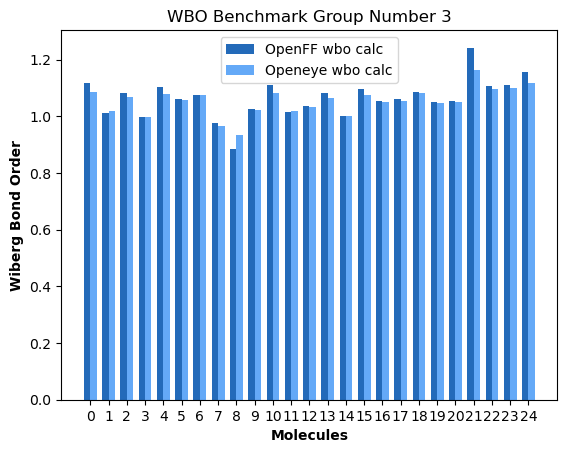 WBO Benchmark Group Number 3
OpenFF wbo calc
Openeye wbo calc
Wiberg Bond Order
1.2
1.0
0.8
0.6
0.4
0.2
0.0
0 1 2 3 4 5 6 7 8 9 10 11 12 13 14 15 16 17 18 19 20 21 22 23 24
Molecules